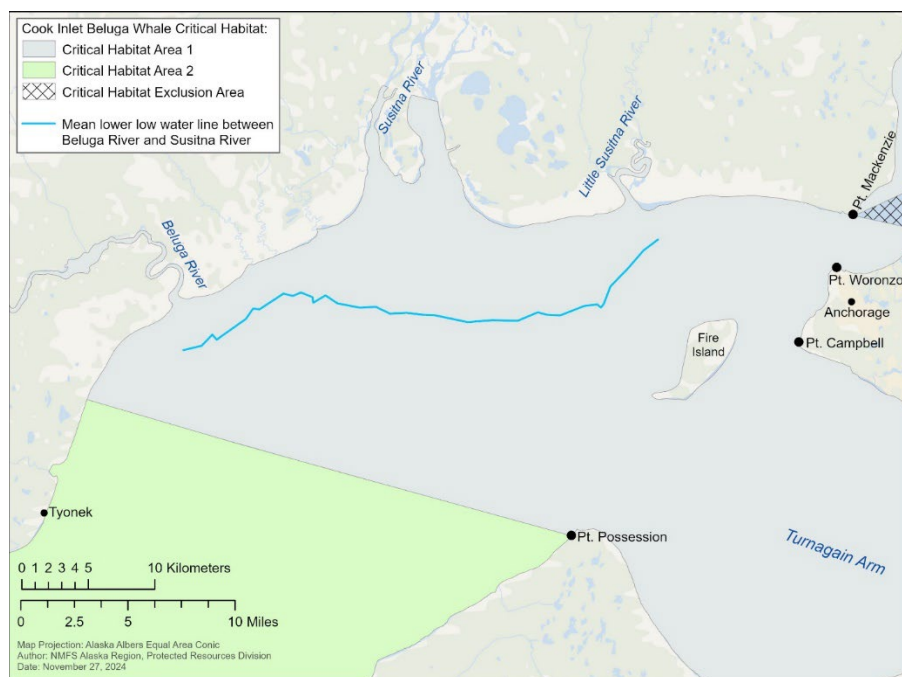 Cook Inlet Beluga Whale Critical Habitat:
Critical Habitat Area 1
Critical Habitat Area 2
Critical Habitat Exclusion Area
Mean lower low water line between
Beluga River and Susitna River
Susitna River
Little Susitna River
Pt. Mackenzie
Beluga River
Pt. Woronzo
Anchorage
Fire
Island
Pt. Campbell
Tyonek
Pt. Possession
Turnagain Arm
0 1 2 3 4 5 10 Kilometers
0 2.5 5 10 Miles
Map Projection: Alaska Albers Equal Area Conic
Author: NMFS Alaska Region, Protected Resources Division
Date: November 27, 2024